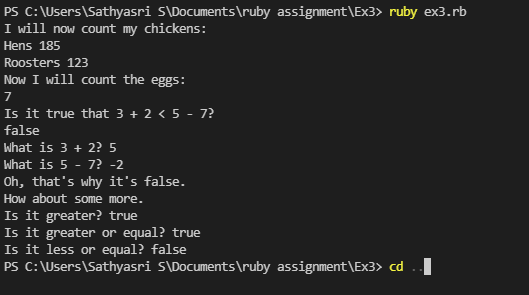 PS C:\Users\Sathyasri S\Documents\ruby assignment\Ex3> ruby ex3.rb
I will now count my chickens:
Hens 185
Roosters 123
Now I will count the eggs:
7
Is it true that 3 + 2 < 5 - 7?
false
What is 3 + 2? 5
What is 5 - 7? -2
Oh, that's why it's false.
How about some more.
Is it greater? true
Is it greater or equal? true
Is it less or equal? false
PS C:\Users\Sathyasri S\Documents\ruby assignment\Ex3> cd ..